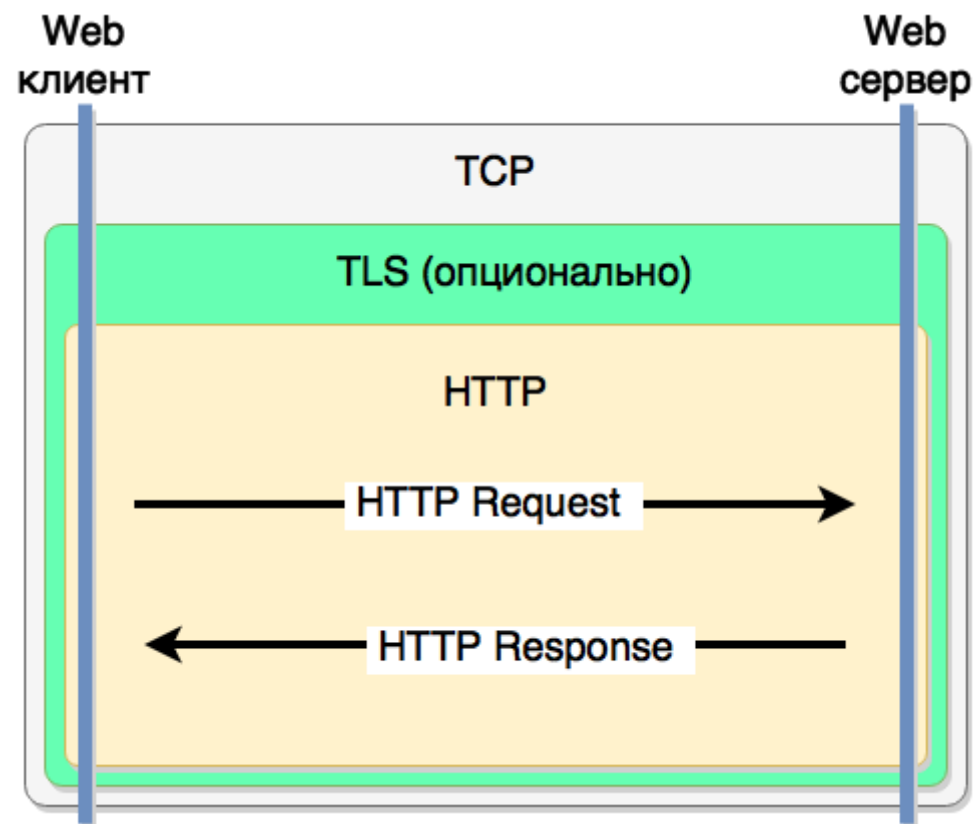 Web
клиент
Web
сервер
TCP
TLS (опционально)
HTTP
HTTP Request
HTTP Response